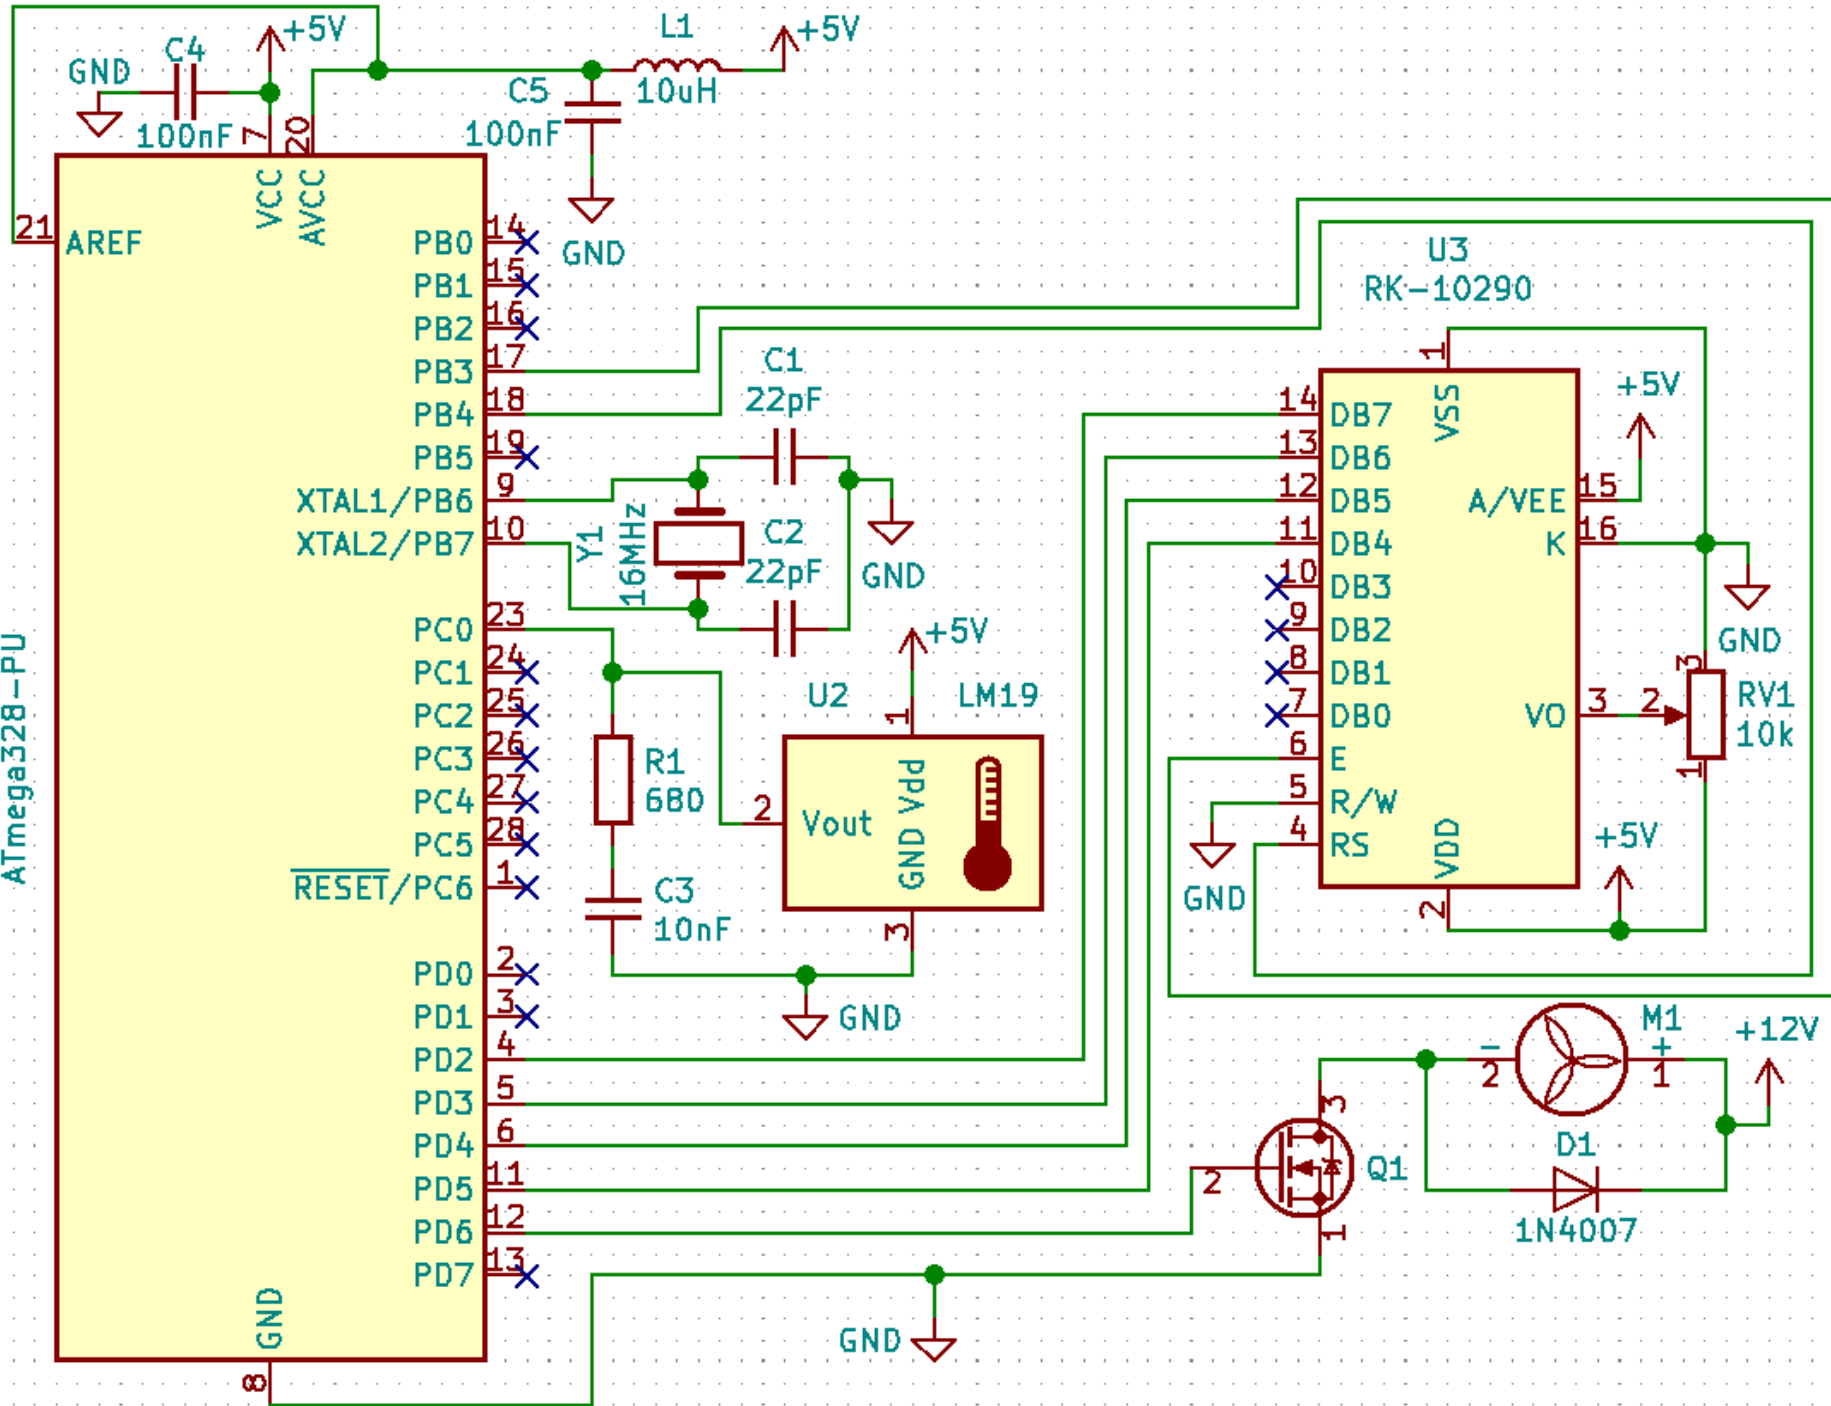 C4
GND
100nF
+5V
7
20
L1
+5V
10uH
C5
100nF
GND
ATmega328-PU
VCC
AVCC
21
AREF
PB0
14
PB1
15
PB2
16
PB3
17
PB4
18
PB5
19
XTAL1/PB6
9
XTAL2/PB7
10
PC0
23
PC1
24
PC2
25
PC3
26
PC4
27
PC5
28
RESET/PC6
1
PD0
2
PD1
3
PD2
4
PD3
5
PD4
6
PD5
11
PD6
12
PD7
13
GND
8
C1
22pF
Y1
16MHz
C2
22pF
GND
R1
680
C3
10nF
U2
LM19
+5V
1
2
Vout
GND Vdd
3
GND
U3
RK-10290
1
VSS
14
DB7
13
DB6
12
DB5
11
DB4
10
DB3
9
DB2
8
DB1
7
DB0
6
E
5
R/W
4
RS
VDD
2
A/VEE
15
+5V
K
16
GND
VO
3
2
3
RV1
10k
1
+5V
GND
M1
-
2
+
1
+12V
D1
1N4007
Q1
3
2
1
GND